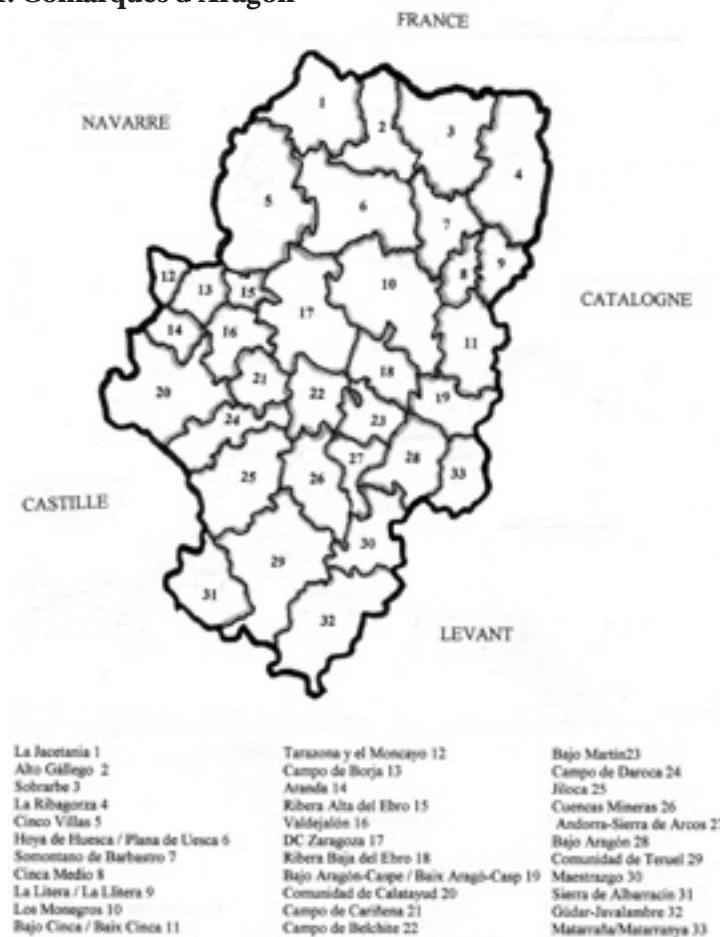 Comarques d'Aragon
FRANCE
NAVARRE
CATALOGNE
CASTILLE
LEVANT
1
2
3
4
5
6
7
8
9
10
11
12
13
14
15
16
17
18
19
20
21
22
23
24
25
26
27
28
29
30
31
32
33
La Jacetania 1
Alto Gállego 2
Sobrarbe 3
La Ribagorza 4
Cinco Villas 5
Hoya de Huesca / Plana de Uesca 6
Somontano de Barbastro 7
Cinca Medio 8
La Litera / La Llitera 9
Los Monegros 10
Bajo Cinca / Baix Cinca 11
Tarazona y el Moncayo 12
Campo de Borja 13
Aranda 14
Ribera Alta del Ebro 15
Valdejalón 16
DC Zaragoza 17
Ribera Baja del Ebro 18
Bajo Aragón-Caspe / Baix Aragó-Casp 19
Comunidad de Calatayud 20
Campo de Cariñena 21
Campo de Belchite 22
Bajo Martín23
Campo de Daroca 24
Jiloca 25
Cuencas Mineras 26
Andorra-Sierra de Arcos 27
Bajo Aragón 28
Comunidad de Teruel 29
Maestrazgo 30
Sierra de Albarracín 31
Gúdar-Javalambre 32
Matarraña/Matarranya 33